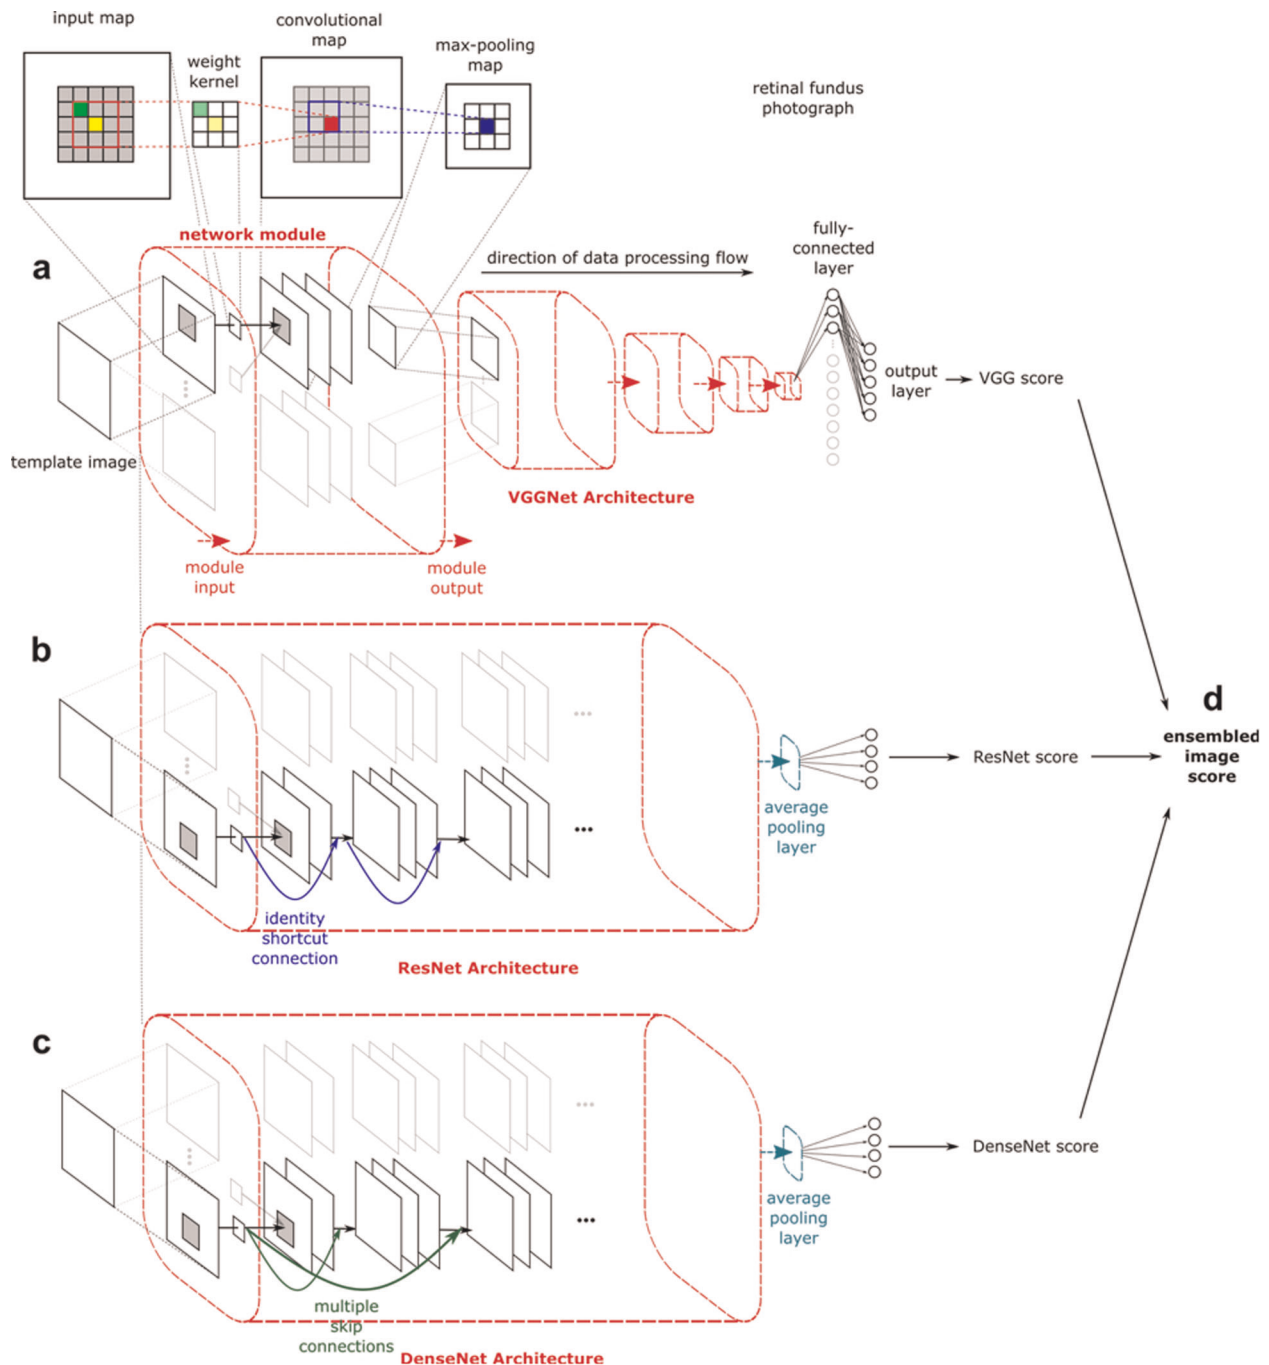 input map
weight
kernel
convolutional
map
max-pooling
map
retinal fundus
photograph
network module
a
direction of data processing flow
fully-
connected
layer
output
layer
VGG score
template image
VGGNet Architecture
module
input
module
output
b
d
ensembled
image
score
ResNet score
average
pooling
layer
identity
shortcut
connection
ResNet Architecture
c
DenseNet score
average
pooling
layer
multiple
skip
connections
DenseNet Architecture